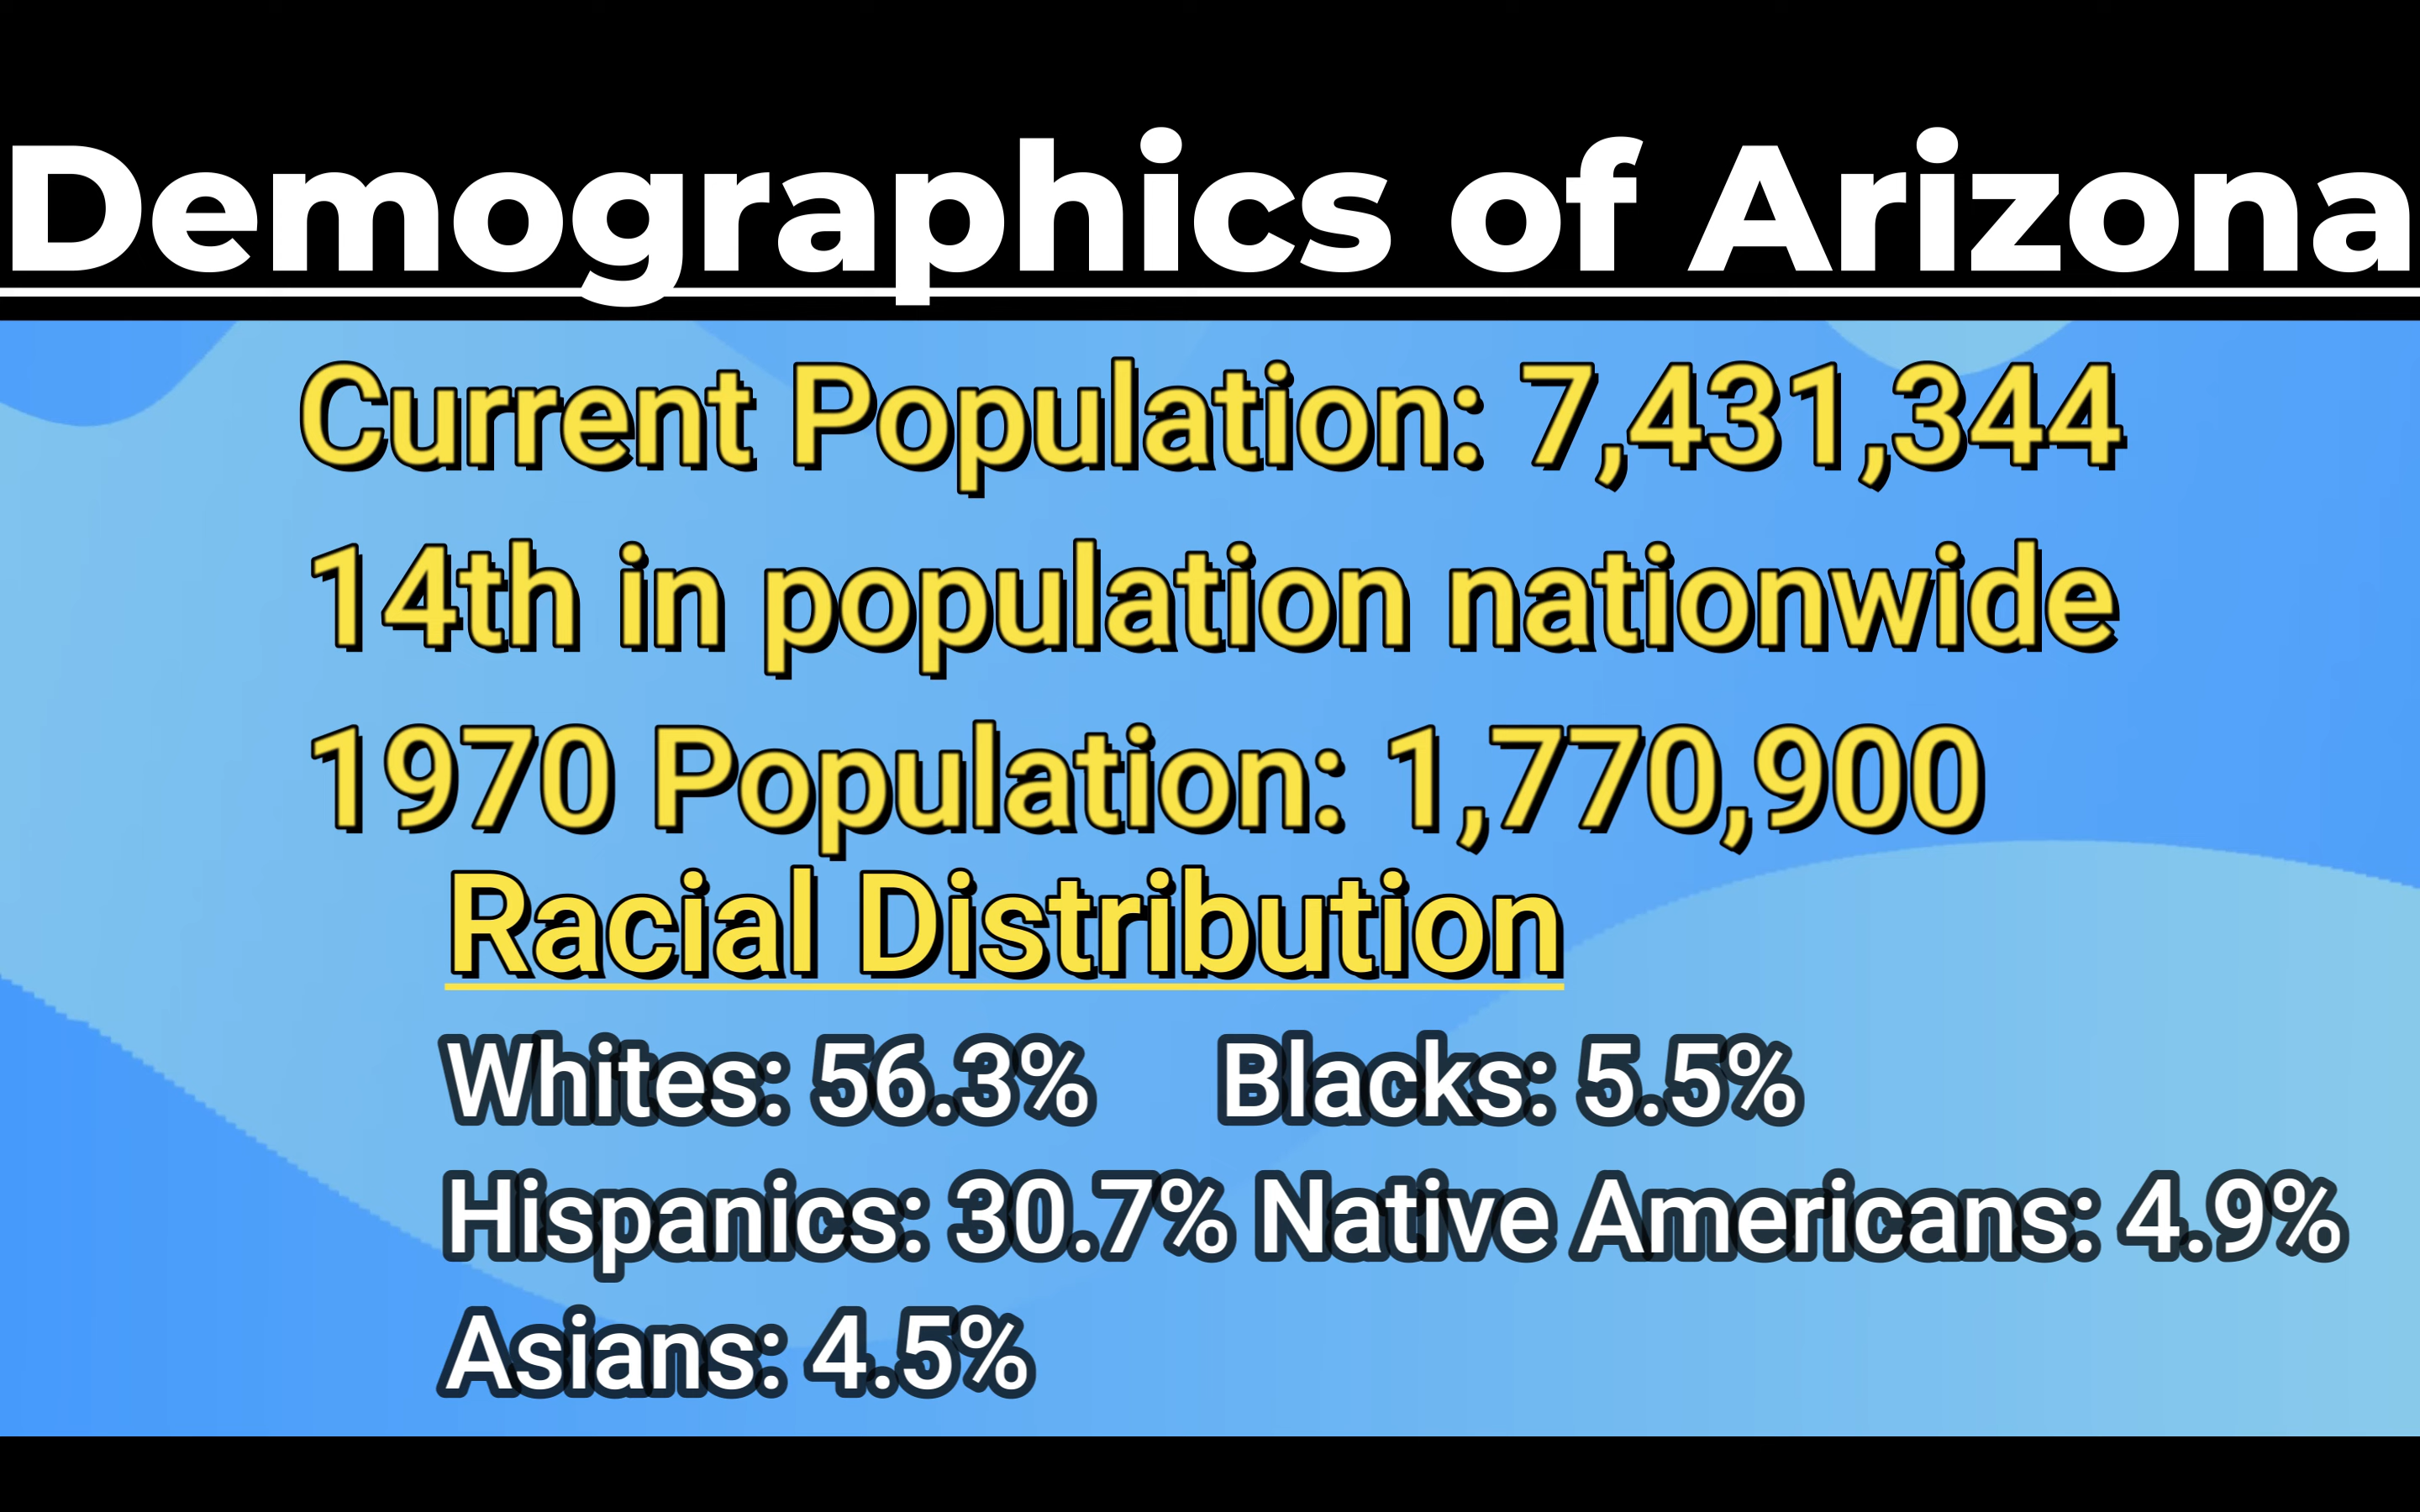 Demographics of Arizona
Current Population: 7,431,344
14th in population nationwide
1970 Population: 1,770,900
Racial Distribution
Whites: 56.3% Blacks: 5.5%
Hispanics: 30.7% Native Americans: 4.9%
Asians: 4.5%